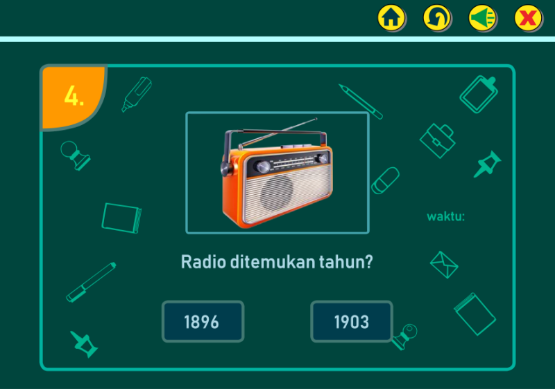 4.
waktu:
Radio ditemukan tahun?
1896
1903